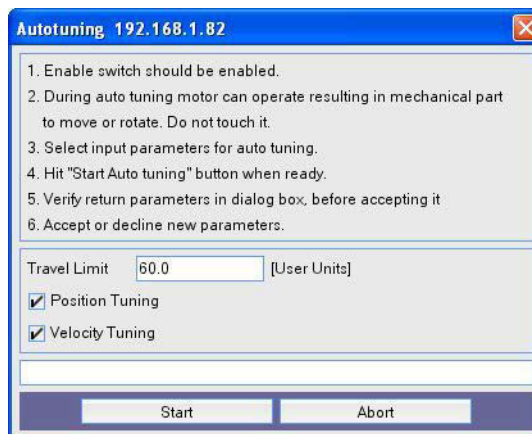 Autotuning 192.168.1.82
1. Enable switch should be enabled.
2. During auto tuning motor can operate resulting in mechanical part
to move or rotate. Do not touch it.
3. Select input parameters for auto tuning.
4. Hit "Start Auto tuning" button when ready.
5. Verify return parameters in dialog box, before accepting it
6. Accept or decline new parameters.
Travel Limit 60.0 [User Units]
Position Tuning
Velocity Tuning
Start Abort